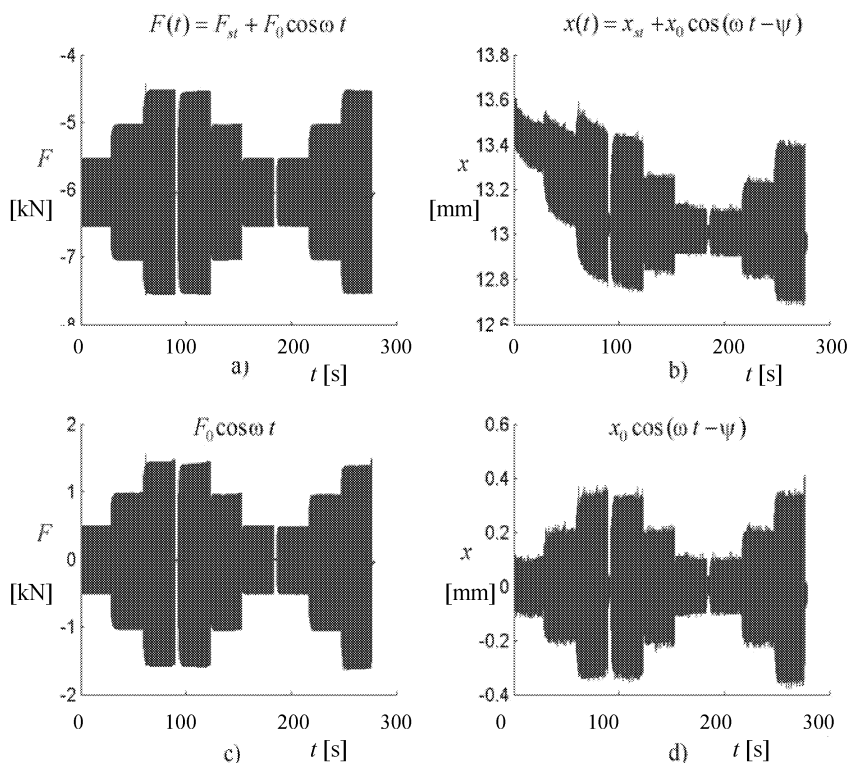 F(t) = F_st + F_0 cos ω t
x(t) = x_st + x_0 cos(ω t – ψ)
-4
-5
F
-6
[kN]
-7
-8
0
100
200
300
a)
t [s]
13.8
13.6
13.4
x
13.2
[mm]
13
12.8
12.6
0
100
200
300
b)
t [s]
F_0 cos ω t
x_0 cos(ω t – ψ)
2
1
F
0
[kN]
-1
-2
0
100
200
300
c)
t [s]
0.6
0.4
0.2
x
0
[mm]
-0.2
-0.4
0
100
200
300
d)
t [s]